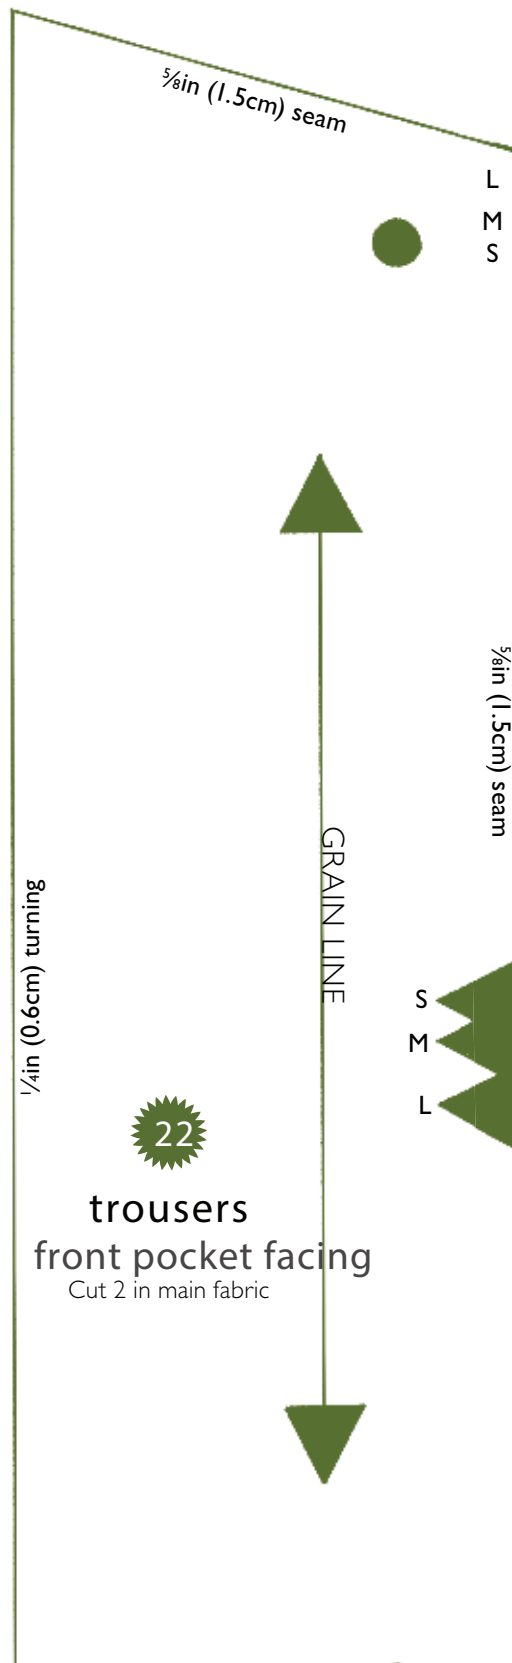 ⅝in (1.5cm) seam
L
M
S
⅝in (1.5cm) seam
GRAIN LINE
¼in (0.6cm) turning
S
M
L
22
trousers
front pocket facing
Cut 2 in main fabric